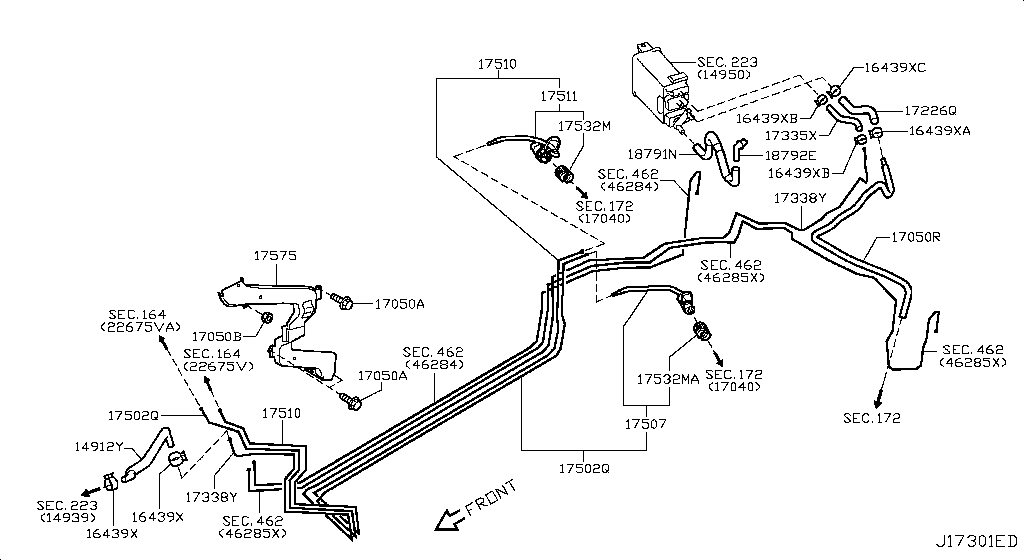 17510
17511
17532M
SEC.172
(17040)
SEC.223
(14950)
16439XC
16439XB
17226Q
17335X
16439XA
18791N
18792E
16439XB
SEC.462
(46284)
17338Y
17050R
SEC.462
(46285X)
17575
17050A
17050B
SEC.164
(22675VA)
SEC.164
(22675V)
SEC.462
(46284)
17050A
17532MA
SEC.172
(17040)
SEC.462
(46285X)
SEC.172
17502Q
17510
17507
14912Y
17502Q
17338Y
SEC.223
(14939)
16439X
16439X
SEC.462
(46285X)
FRONT
J17301ED